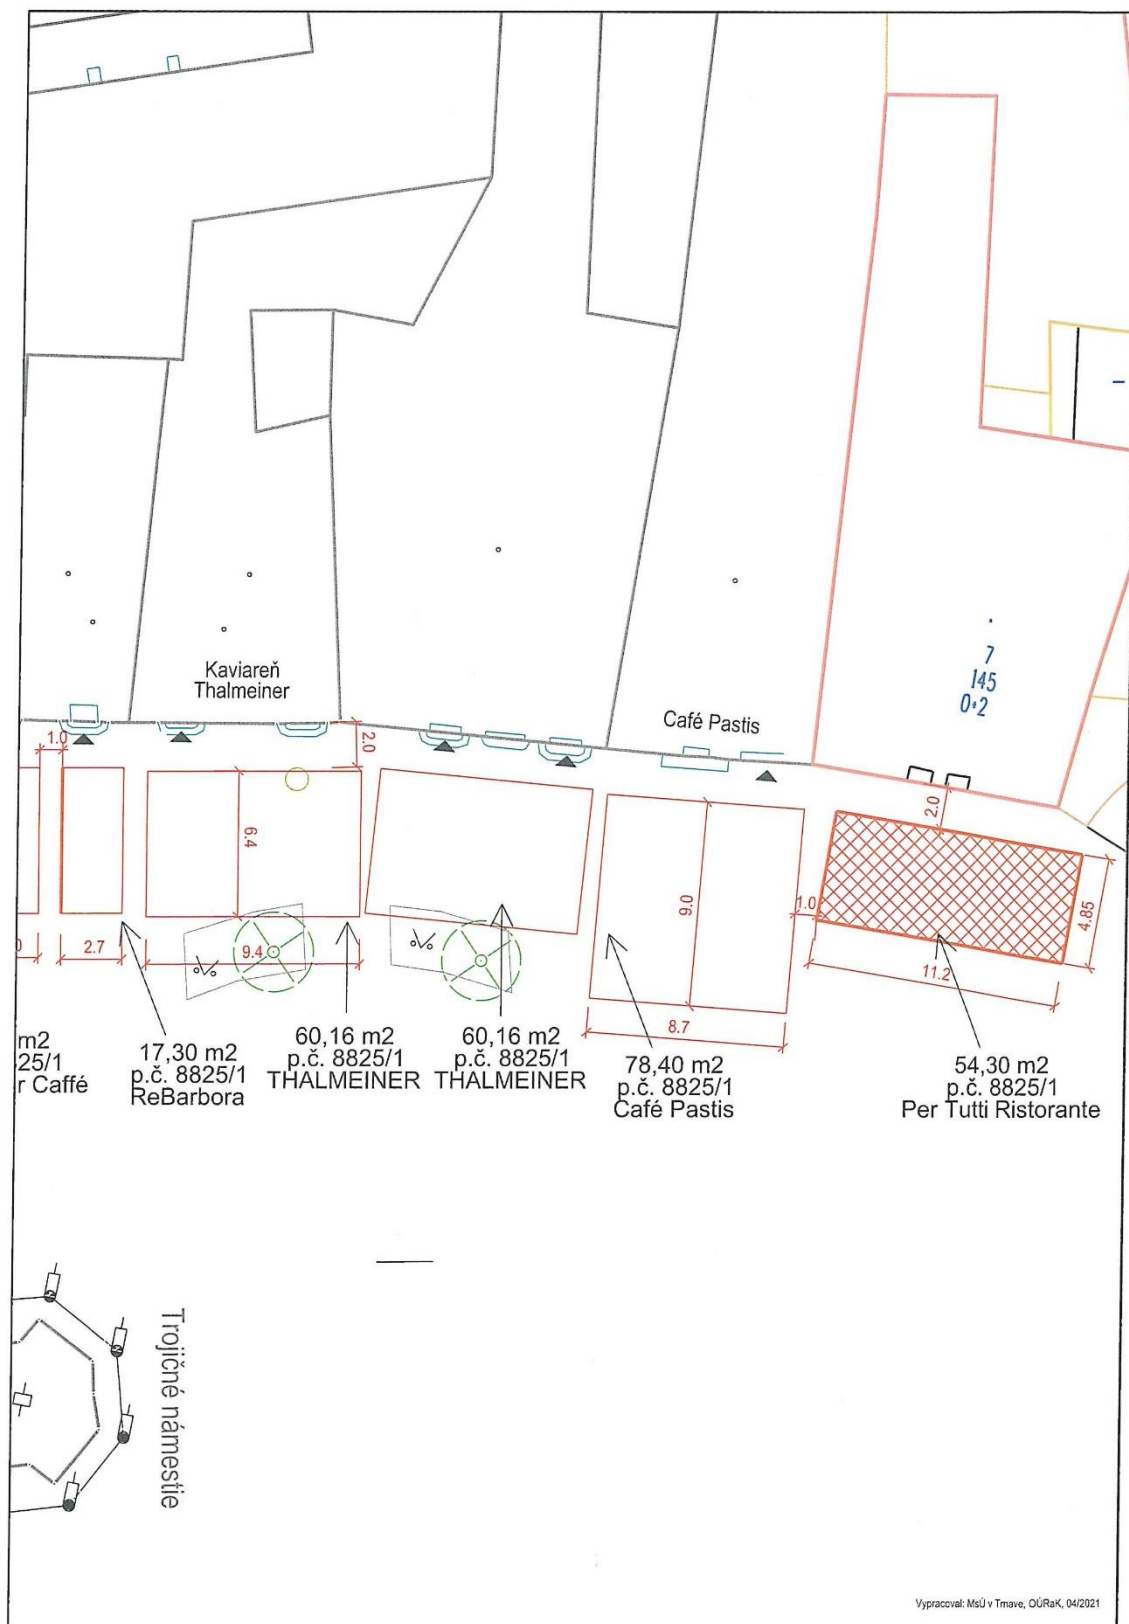 Kaviareň
Thalmeiner
Café Pastis
7
145
0+2
1.0
2.0
2.0
6.4
9.0
1.0
4.85
2.7
9.4
8.7
11.2
m2
25/1
r Caffé
17,30 m2
p.č. 8825/1
ReBarbora
60,16 m2
p.č. 8825/1
THALMEINER
60,16 m2
p.č. 8825/1
THALMEINER
78,40 m2
p.č. 8825/1
Café Pastis
54,30 m2
p.č. 8825/1
Per Tutti Ristorante
Trojičné námestie
Vypracoval: MsÚ v Trnave, OÚRaK, 04/2021